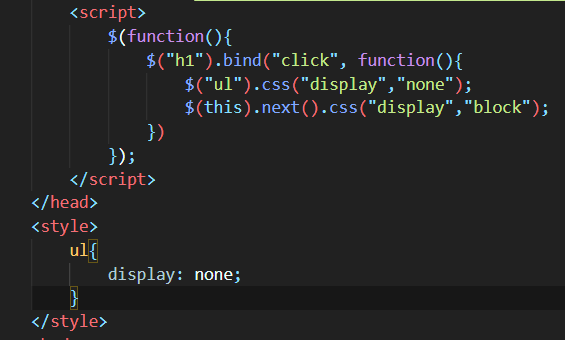 <script>
$(function(){
$("h1").bind("click", function(){
$("ul").css("display","none");
$(this).next().css("display","block");
})
});
</script>
</head>
<style>
ul{
display: none;
}
</style>